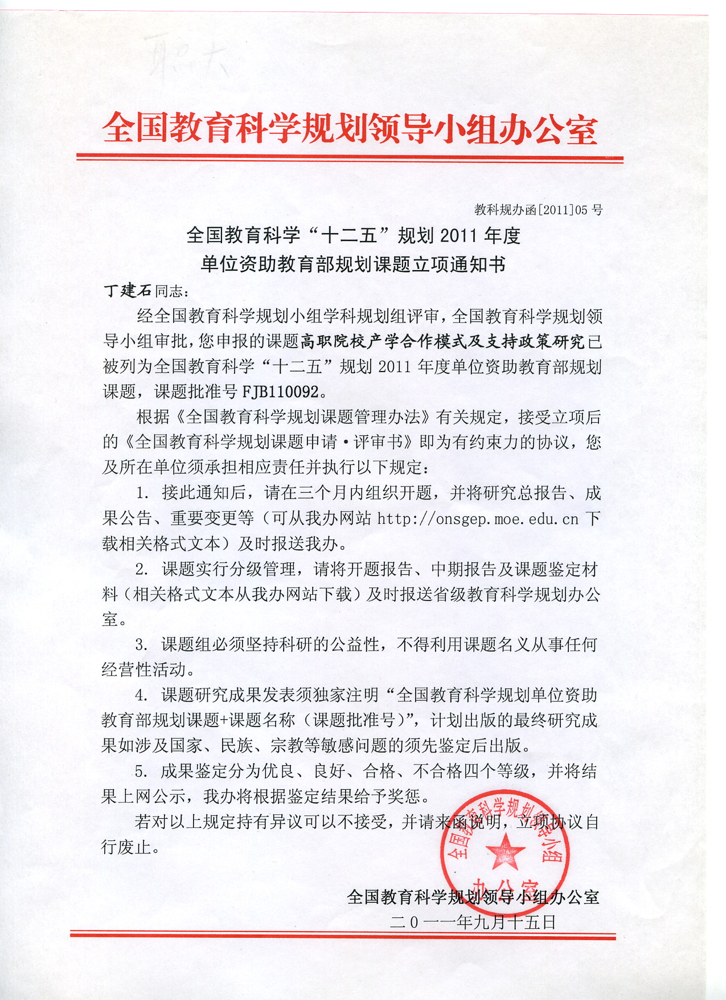 职大
全国教育科学规划领导小组办公室
教科规办函[2011]05 号
全国教育科学“十二五”规划 2011 年度
单位资助教育部规划课题立项通知书
丁建石同志：
经全国教育科学规划小组学科规划组评审，全国教育科学规划领
导小组审批，您申报的课题高职院校产学合作模式及支持政策研究已
被列为全国教育科学“十二五”规划 2011 年度单位资助教育部规划
课题，课题批准号 FJB110092。
根据《全国教育科学规划课题管理办法》有关规定，接受立项后
的《全国教育科学规划课题申请·评审书》即为有约束力的协议，您
及所在单位须承担相应责任并执行以下规定：
1. 接此通知后，请在三个月内组织开题，并将研究总报告、成
果公告、重要变更等（可从我办网站 http://onsgep.moe.edu.cn 下
载相关格式文本）及时报送我办。
2. 课题实行分级管理，请将开题报告、中期报告及课题鉴定材
料（相关格式文本从我办网站下载）及时报送省级教育科学规划办公
室。
3. 课题组必须坚持科研的公益性，不得利用课题名义从事任何
经营性活动。
4. 课题研究成果发表须独家注明“全国教育科学规划单位资助
教育部规划课题+课题名称（课题批准号）”，计划出版的最终研究成
果如涉及国家、民族、宗教等敏感问题的须先鉴定后出版。
5. 成果鉴定分为优良、良好、合格、不合格四个等级，并将结
果上网公示，我办将根据鉴定结果给予奖惩。
若对以上规定持有异议可以不接受，并请来函说明，立项协议自
行废止。
全国教育科学规划领导小组
办公室
全国教育科学规划领导小组办公室
二０一一年九月十五日